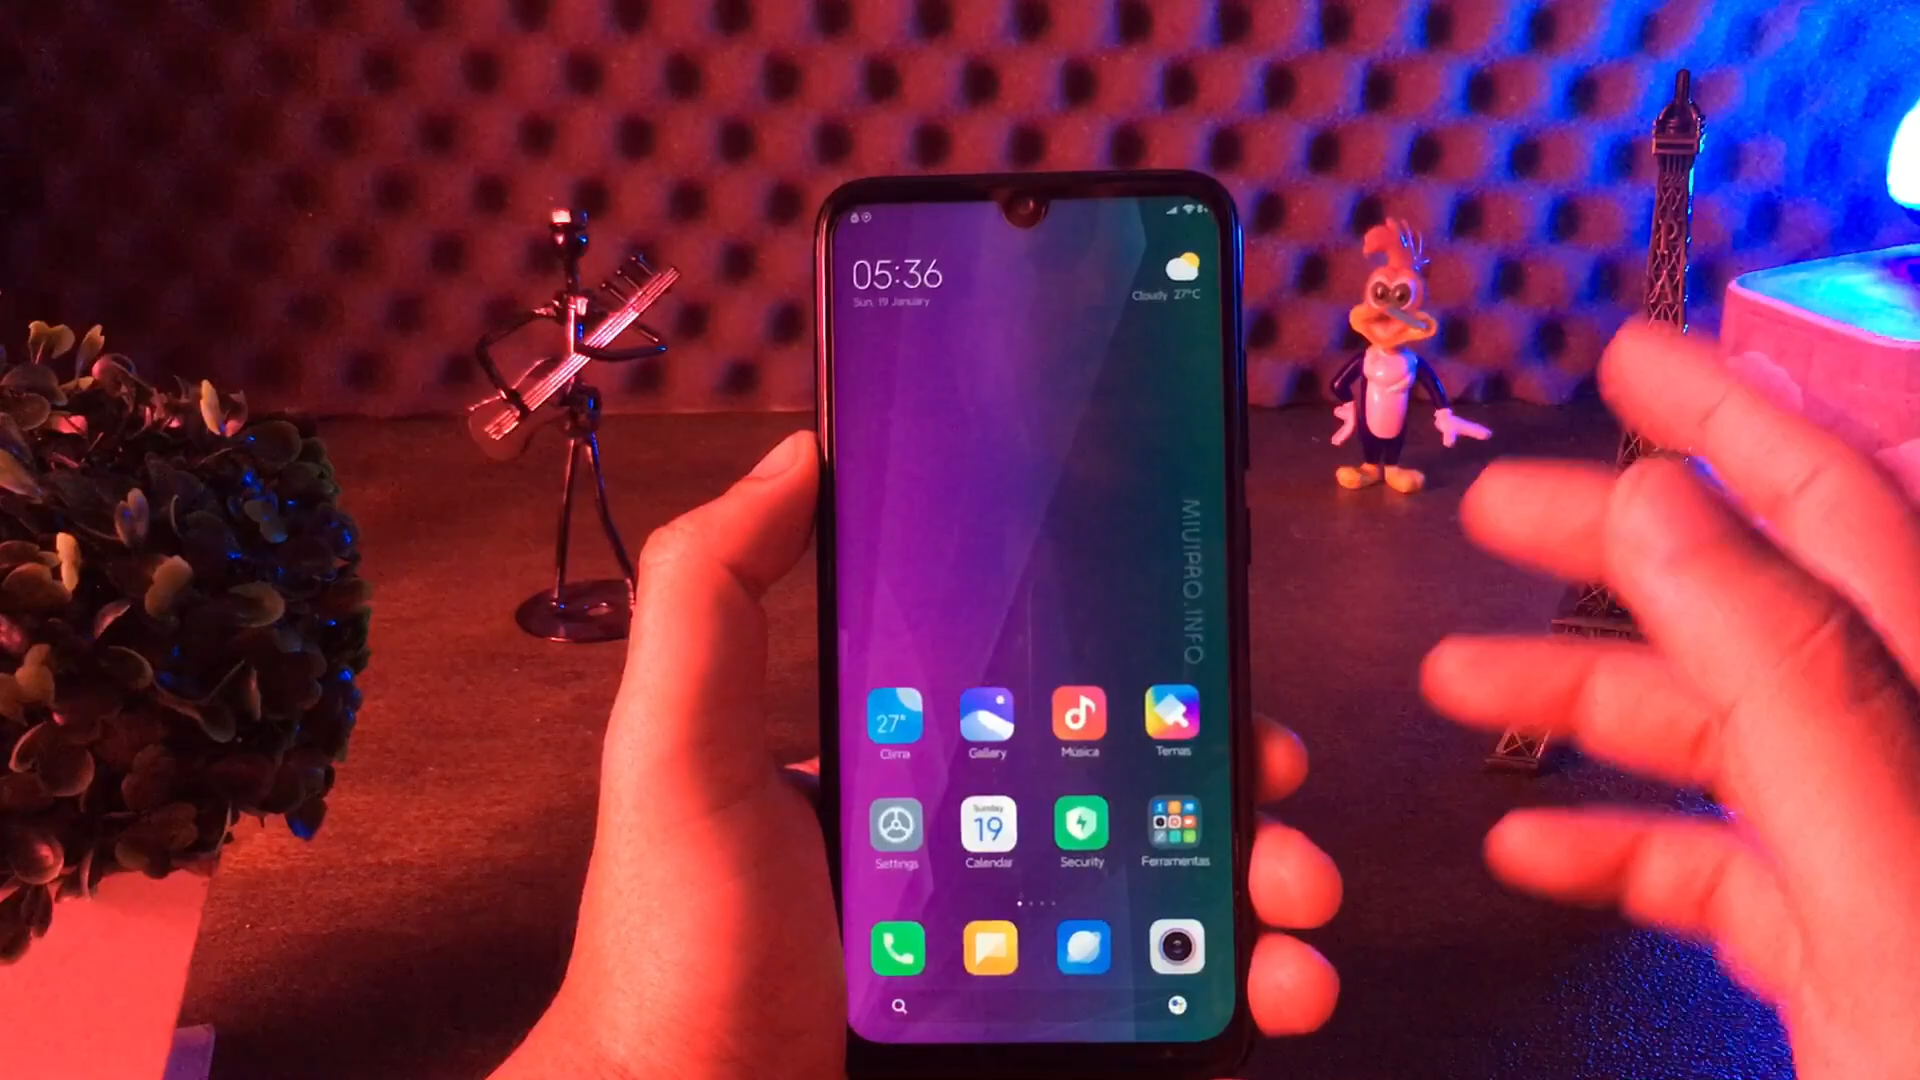 05:36
Sun, 19 January
Cloudy 27°C
MIUIPRO.INFO
27°
Clima
Gallery
Música
Temas
Sunday
19
Settings
Calendar
Security
Ferramentas